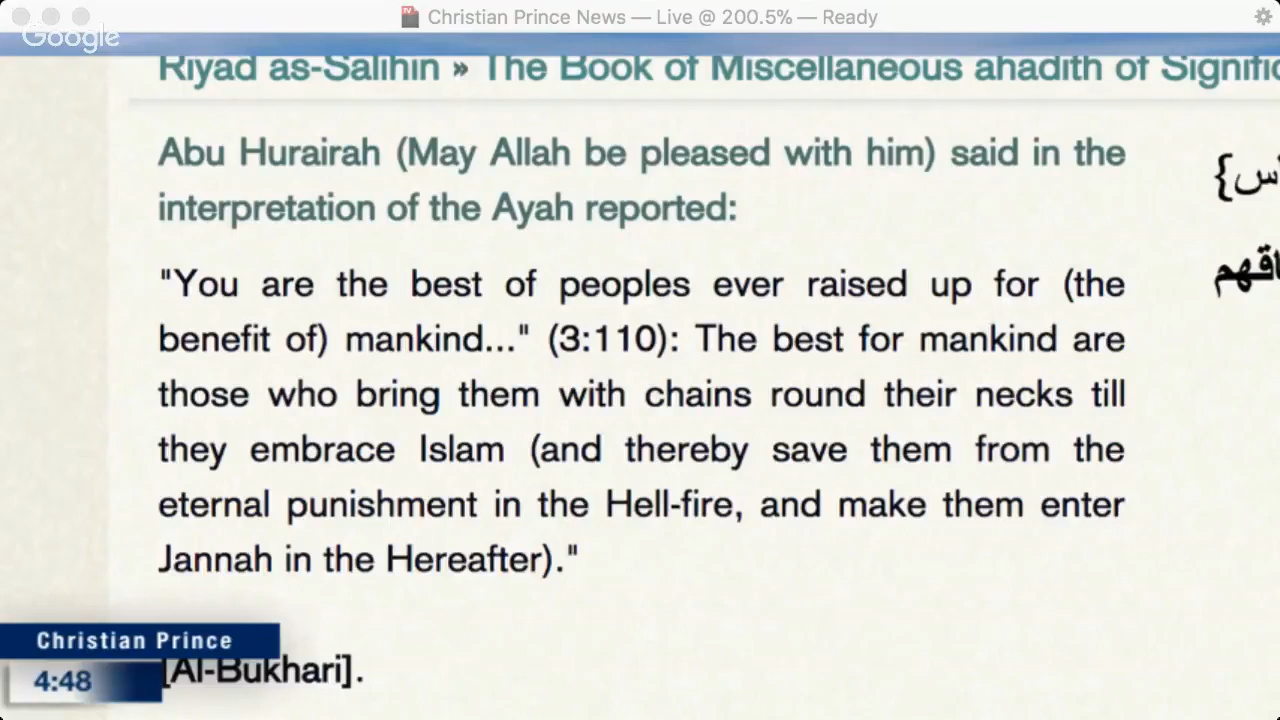 Christian Prince News — Live @ 200.5% — Ready
Google
Riyad as-Salihin » The Book of Miscellaneous ahadith of
Abu Hurairah (May Allah be pleased with him) said in the
interpretation of the Ayah reported:
"You are the best of peoples ever raised up for (the
benefit of) mankind..." (3:110): The best for mankind are
those who bring them with chains round their necks till
they embrace Islam (and thereby save them from the
eternal punishment in the Hell-fire, and make them enter
Jannah in the Hereafter)."
Christian Prince
4:48
[Al-Bukhari].